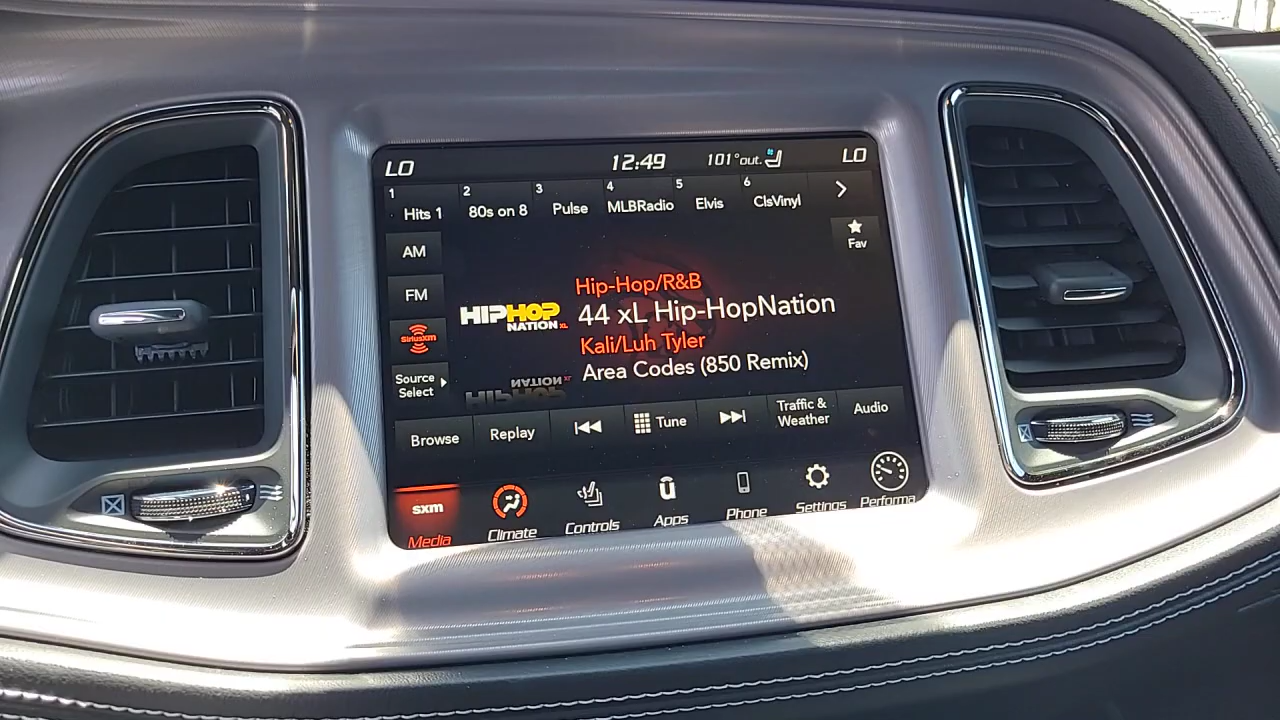 LO 12:49 101°out. LO
1 Hits 1 2 80s on 8 3 Pulse 4 MLBRadio 5 Elvis 6 ClsVinyl
AM
Fav
FM
Hip-Hop/R&B
HIPHOP
NATION XL
44 xL Hip-HopNation
SiriusXM
Kali/Luh Tyler
Area Codes (850 Remix)
Source
Select
NATION XL
HIPHOP
Browse Replay Tune Traffic &
Weather Audio
sxm
Media Climate Controls Apps Phone Settings Performa